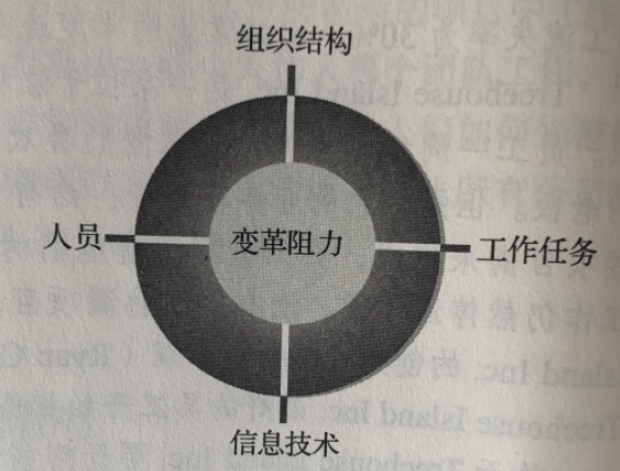 组织结构
人员
变革阻力
工作任务
信息技术